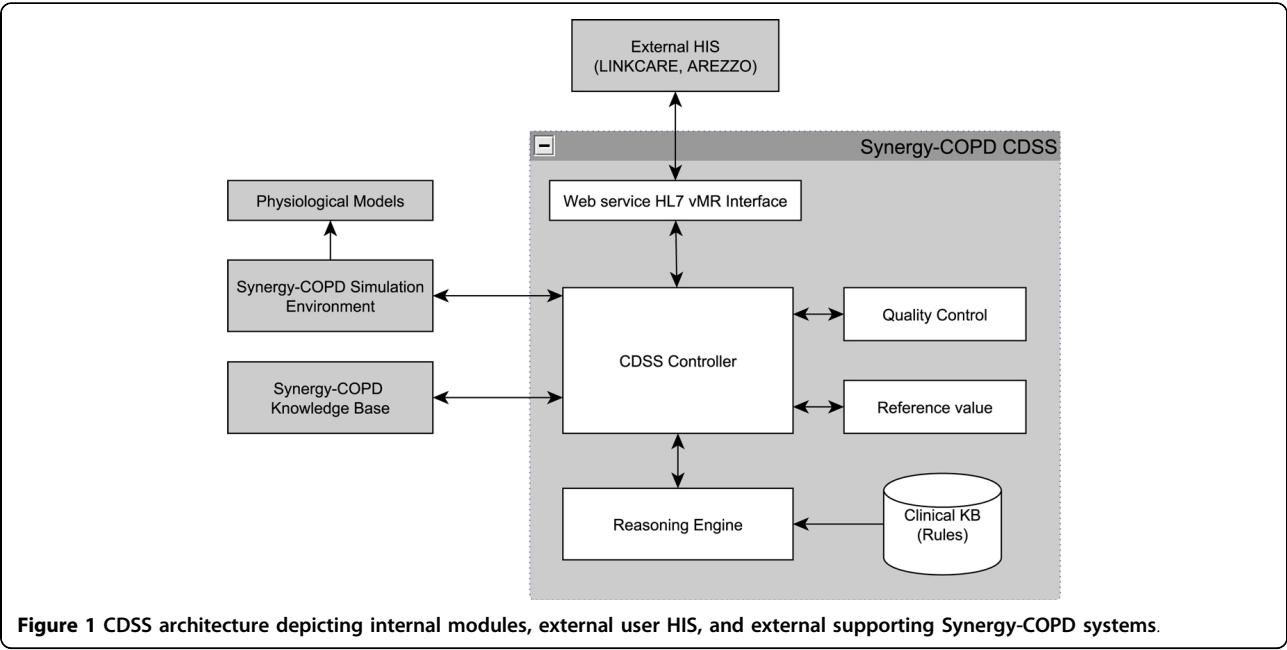 External HIS
(LINKCARE, AREZZO)
Synergy-COPD CDSS
Web service HL7 vMR Interface
Physiological Models
Synergy-COPD Simulation
Environment
Quality Control
CDSS Controller
Synergy-COPD
Knowledge Base
Reference value
Reasoning Engine
Clinical KB
(Rules)
Figure 1 CDSS architecture depicting internal modules, external user HIS, and external supporting Synergy-COPD systems.